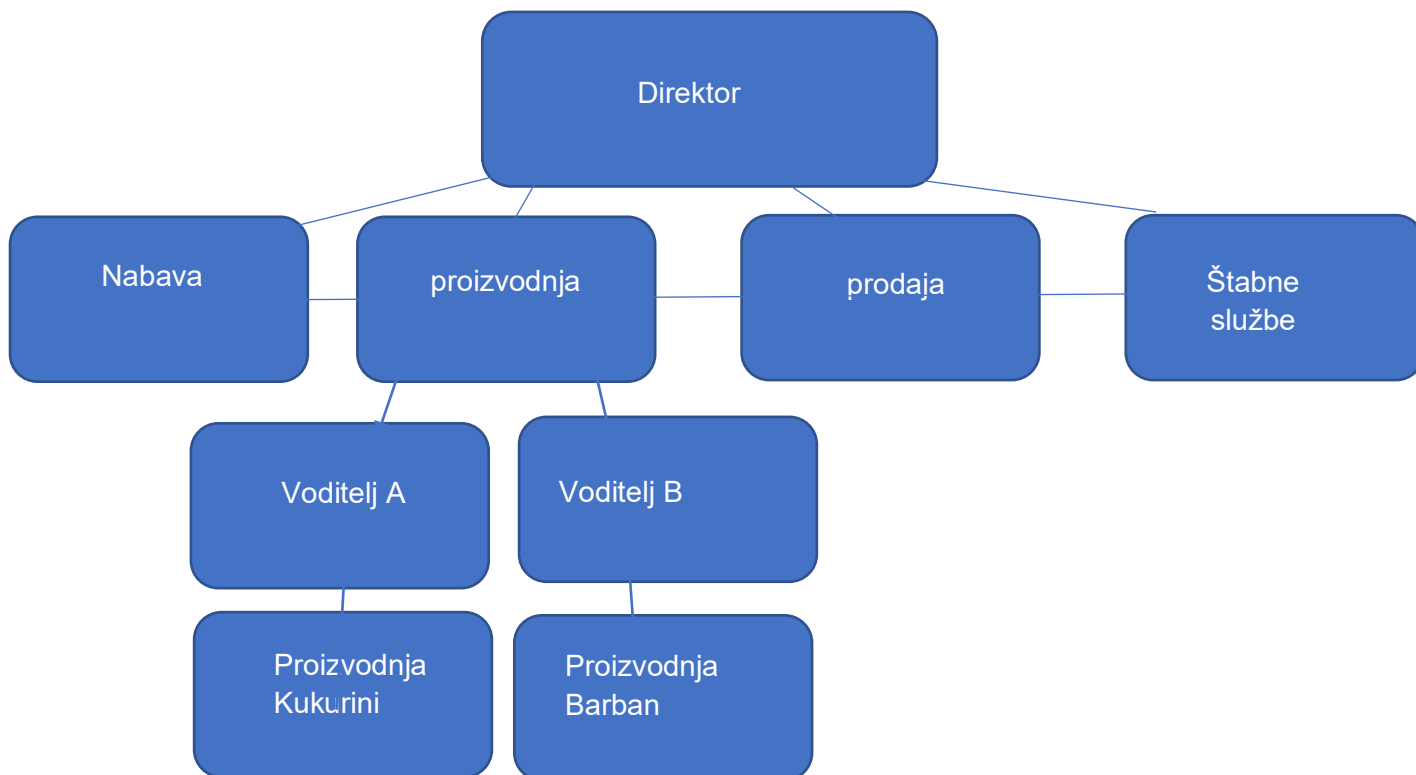 Direktor
Nabava
proizvodnja
prodaja
Štabne
službe
Voditelj A
Voditelj B
Proizvodnja
Kukurini
Proizvodnja
Barban